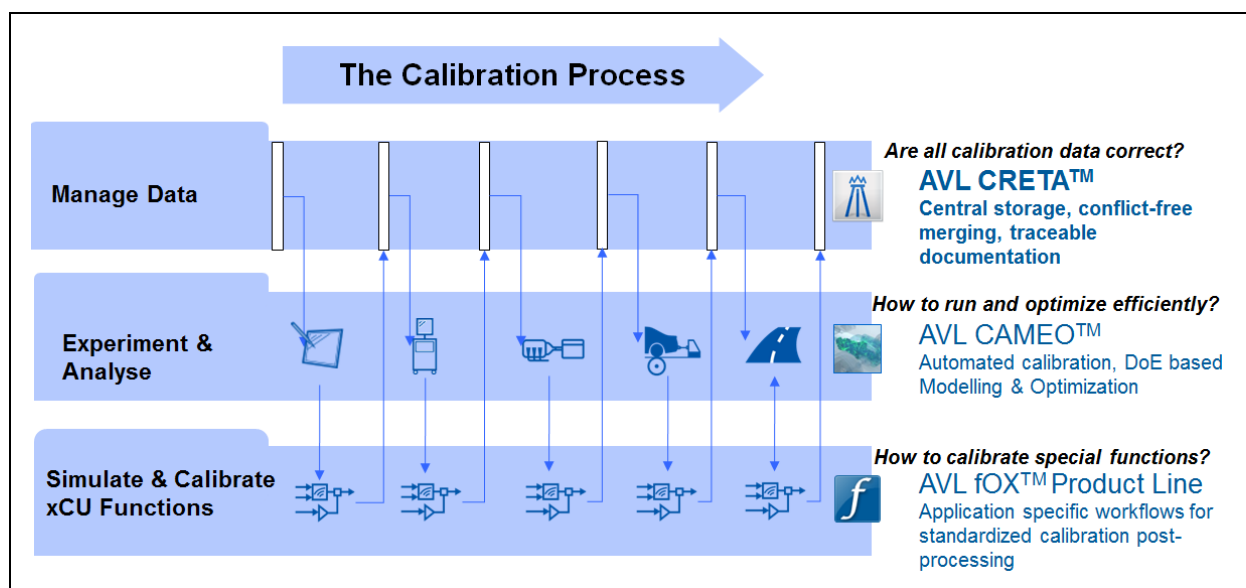 The Calibration Process
Manage Data
Are all calibration data correct?
AVL CRETA™
Central storage, conflict-free
merging, traceable
documentation
Experiment &
Analyse
How to run and optimize efficiently?
AVL CAMEO™
Automated calibration, DoE based
Modelling & Optimization
Simulate & Calibrate
xCU Functions
How to calibrate special functions?
f
AVL fOX™ Product Line
Application specific workflows for
standardized calibration post-
processing